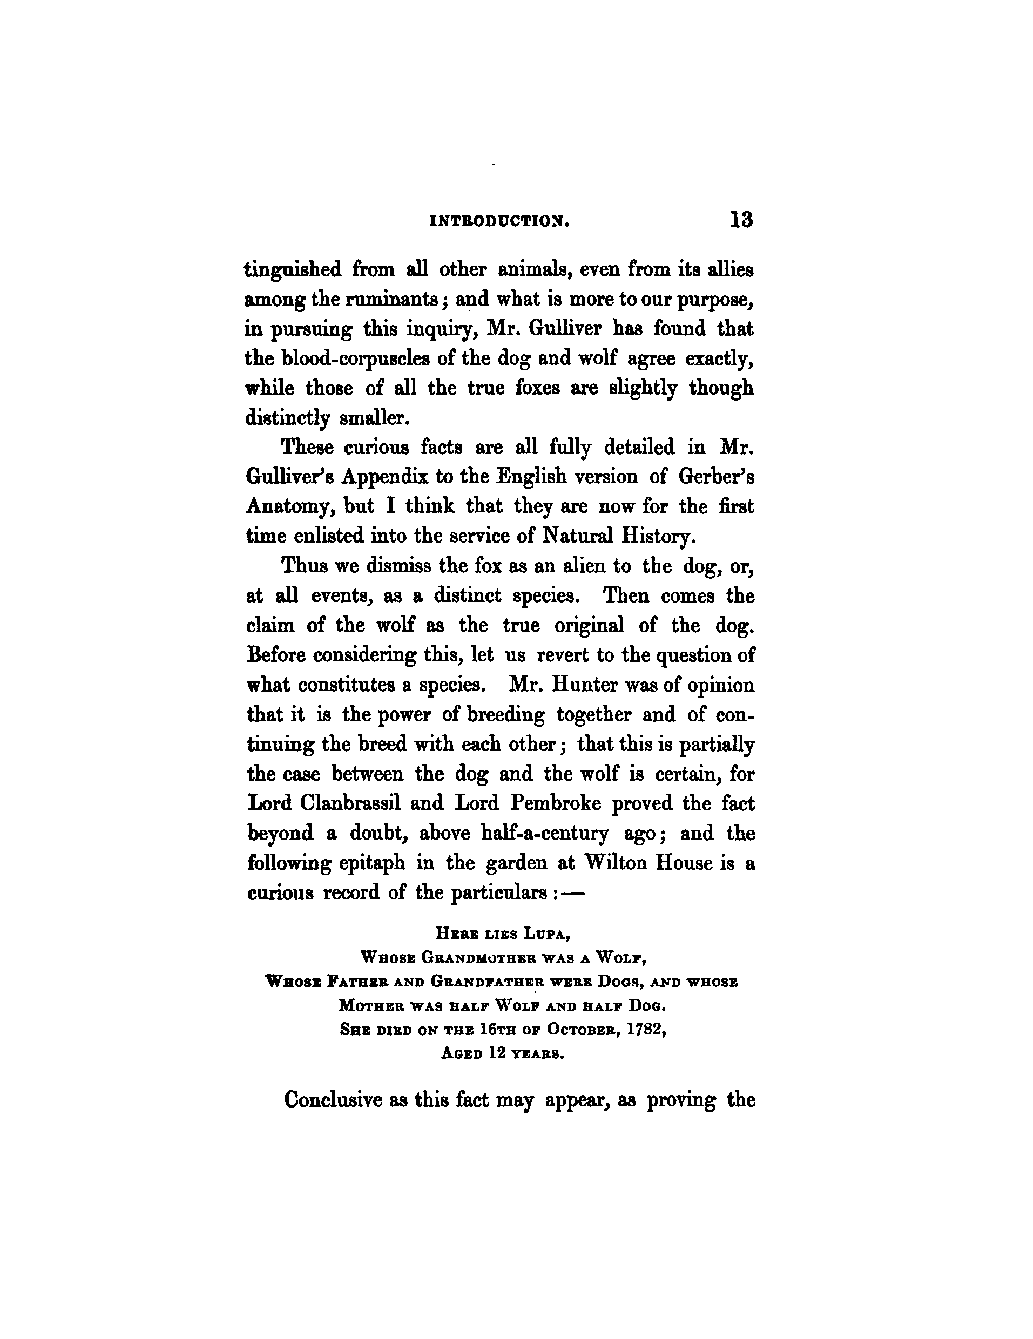 INTRODUCTION. 13
tinguished from all other animals, even from its allies
among the ruminants; and what is more to our purpose,
in pursuing this inquiry, Mr. Gulliver has found that
the blood-corpuscles of the dog and wolf agree exactly,
while those of all the true foxes are slightly though
distinctly smaller.
These curious facts are all fully detailed in Mr.
Gulliver's Appendix to the English version of Gerber's
Anatomy, but I think that they are now for the first
time enlisted into the service of Natural History.
Thus we dismiss the fox as an alien to the dog, or,
at all events, as a distinct species. Then comes the
claim of the wolf as the true original of the dog.
Before considering this, let us revert to the question of
what constitutes a species. Mr. Hunter was of opinion
that it is the power of breeding together and of con-
tinuing the breed with each other; that this is partially
the case between the dog and the wolf is certain, for
Lord Clanbrassil and Lord Pembroke proved the fact
beyond a doubt, above half-a-century ago; and the
following epitaph in the garden at Wilton House is a
curious record of the particulars:—
HERE LIES LUPA,
WHOSE GRANDMOTHER WAS A WOLF,
WHOSE FATHER AND GRANDFATHER WERE DOGS, AND WHOSE
MOTHER WAS HALF WOLF AND HALF DOG.
SHE DIED ON THE 16TH OF OCTOBER, 1782,
AGED 12 YEARS.
Conclusive as this fact may appear, as proving the